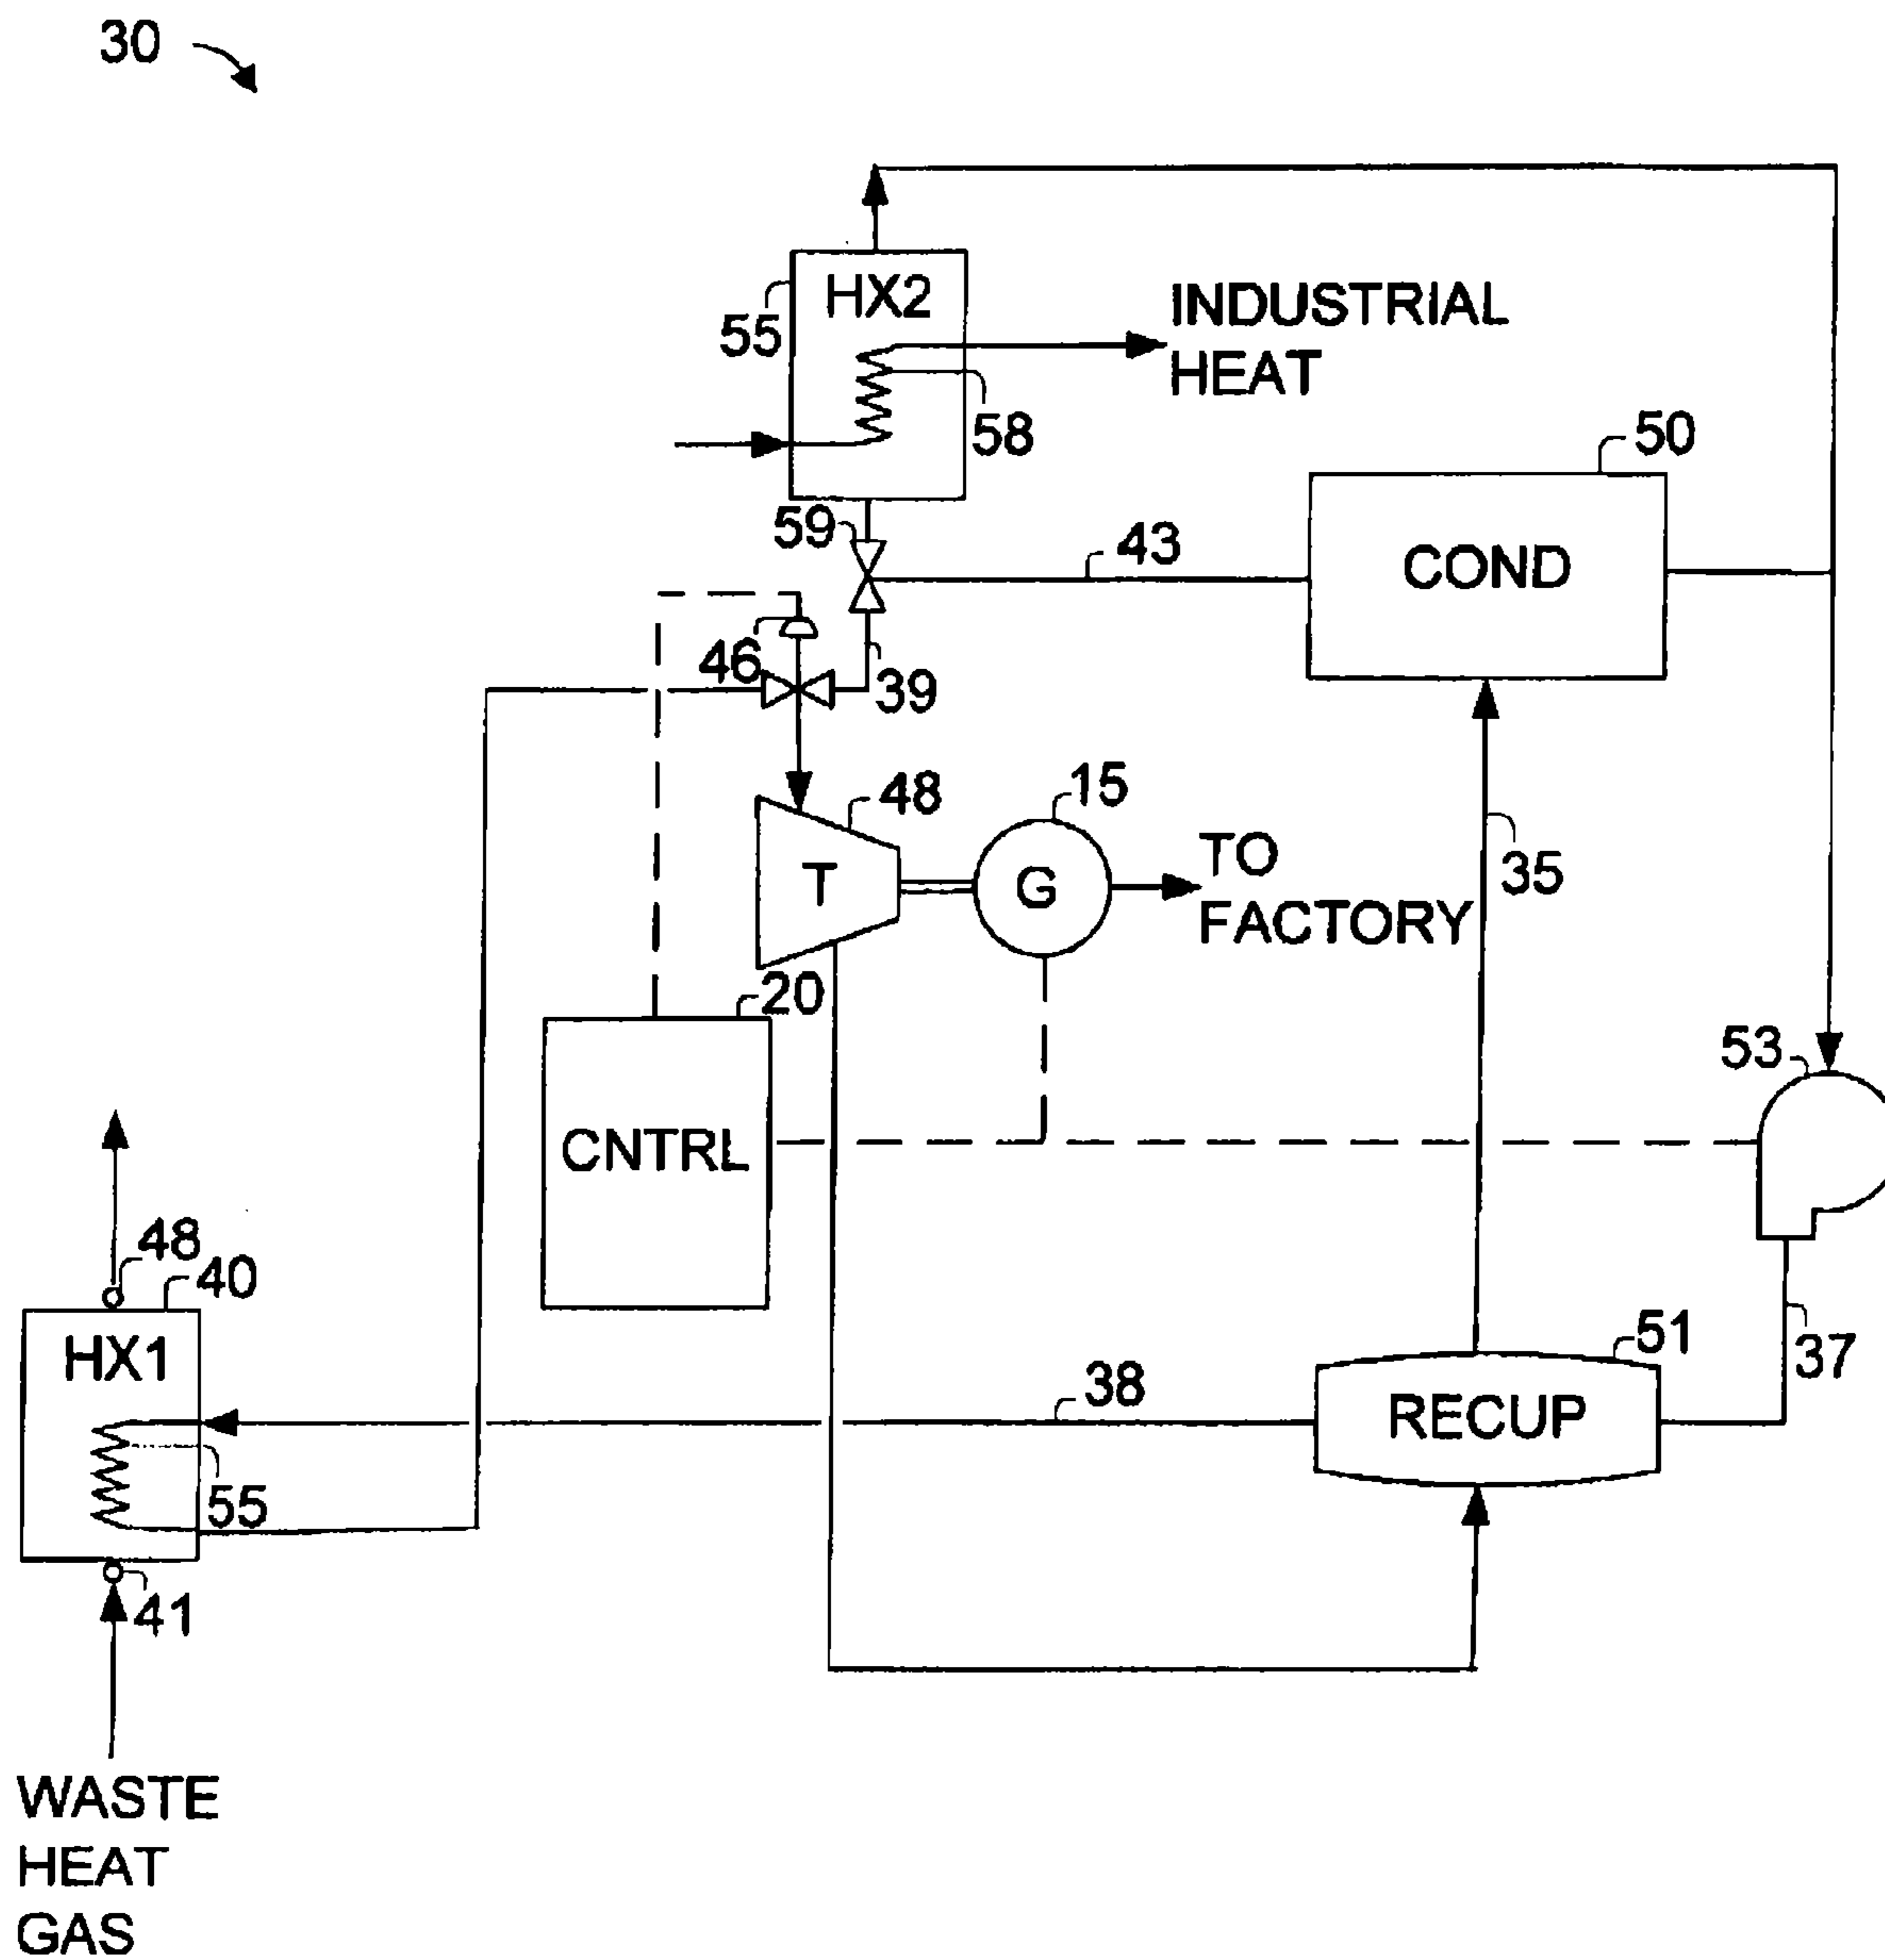 30
HX2
55
INDUSTRIAL
HEAT
58
50
59
43
COND
46
39
48
15
T
G
TO
FACTORY
35
20
53
CNTRL
48
40
HX1
51
37
38
RECUP
55
41
WASTE
HEAT
GAS